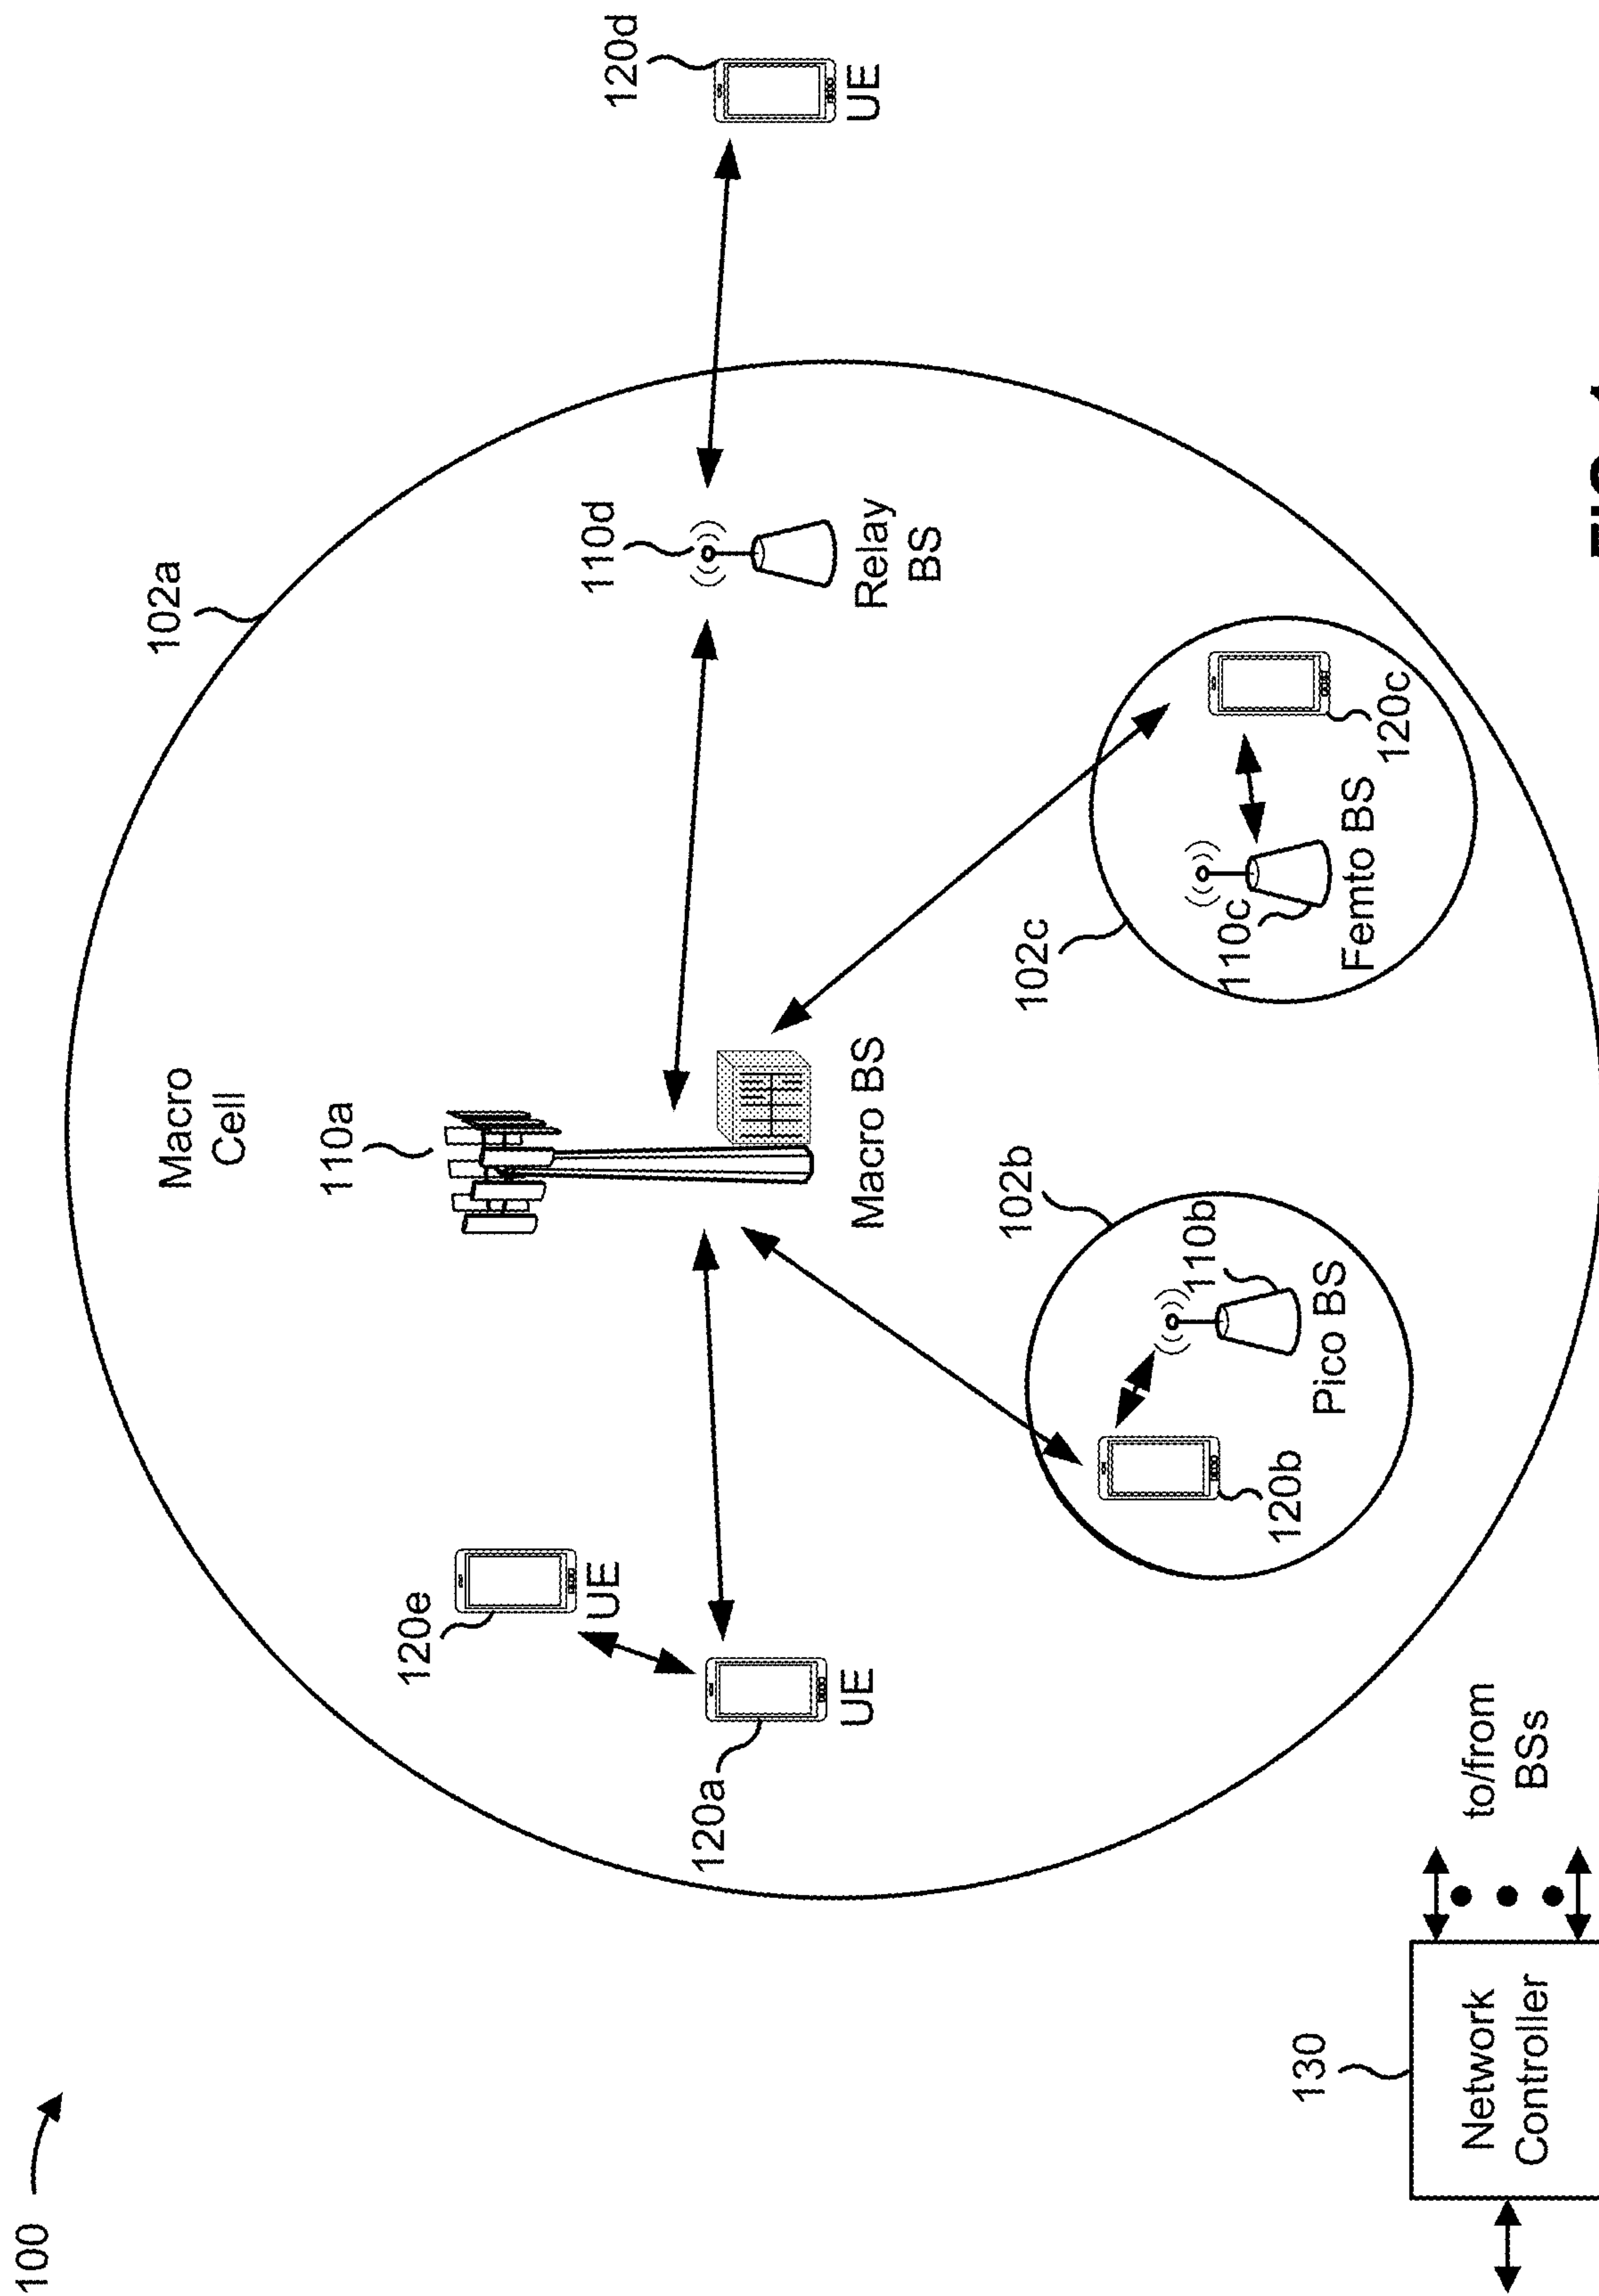 100
102a
Macro
Cell
110a
120e
UE
110d
120d
120a
UE
Macro BS
Relay
BS
UE
102b
102c
110b
110c
120b
Pico BS
Femto BS
120c
130
Network
Controller
to/from
BSs